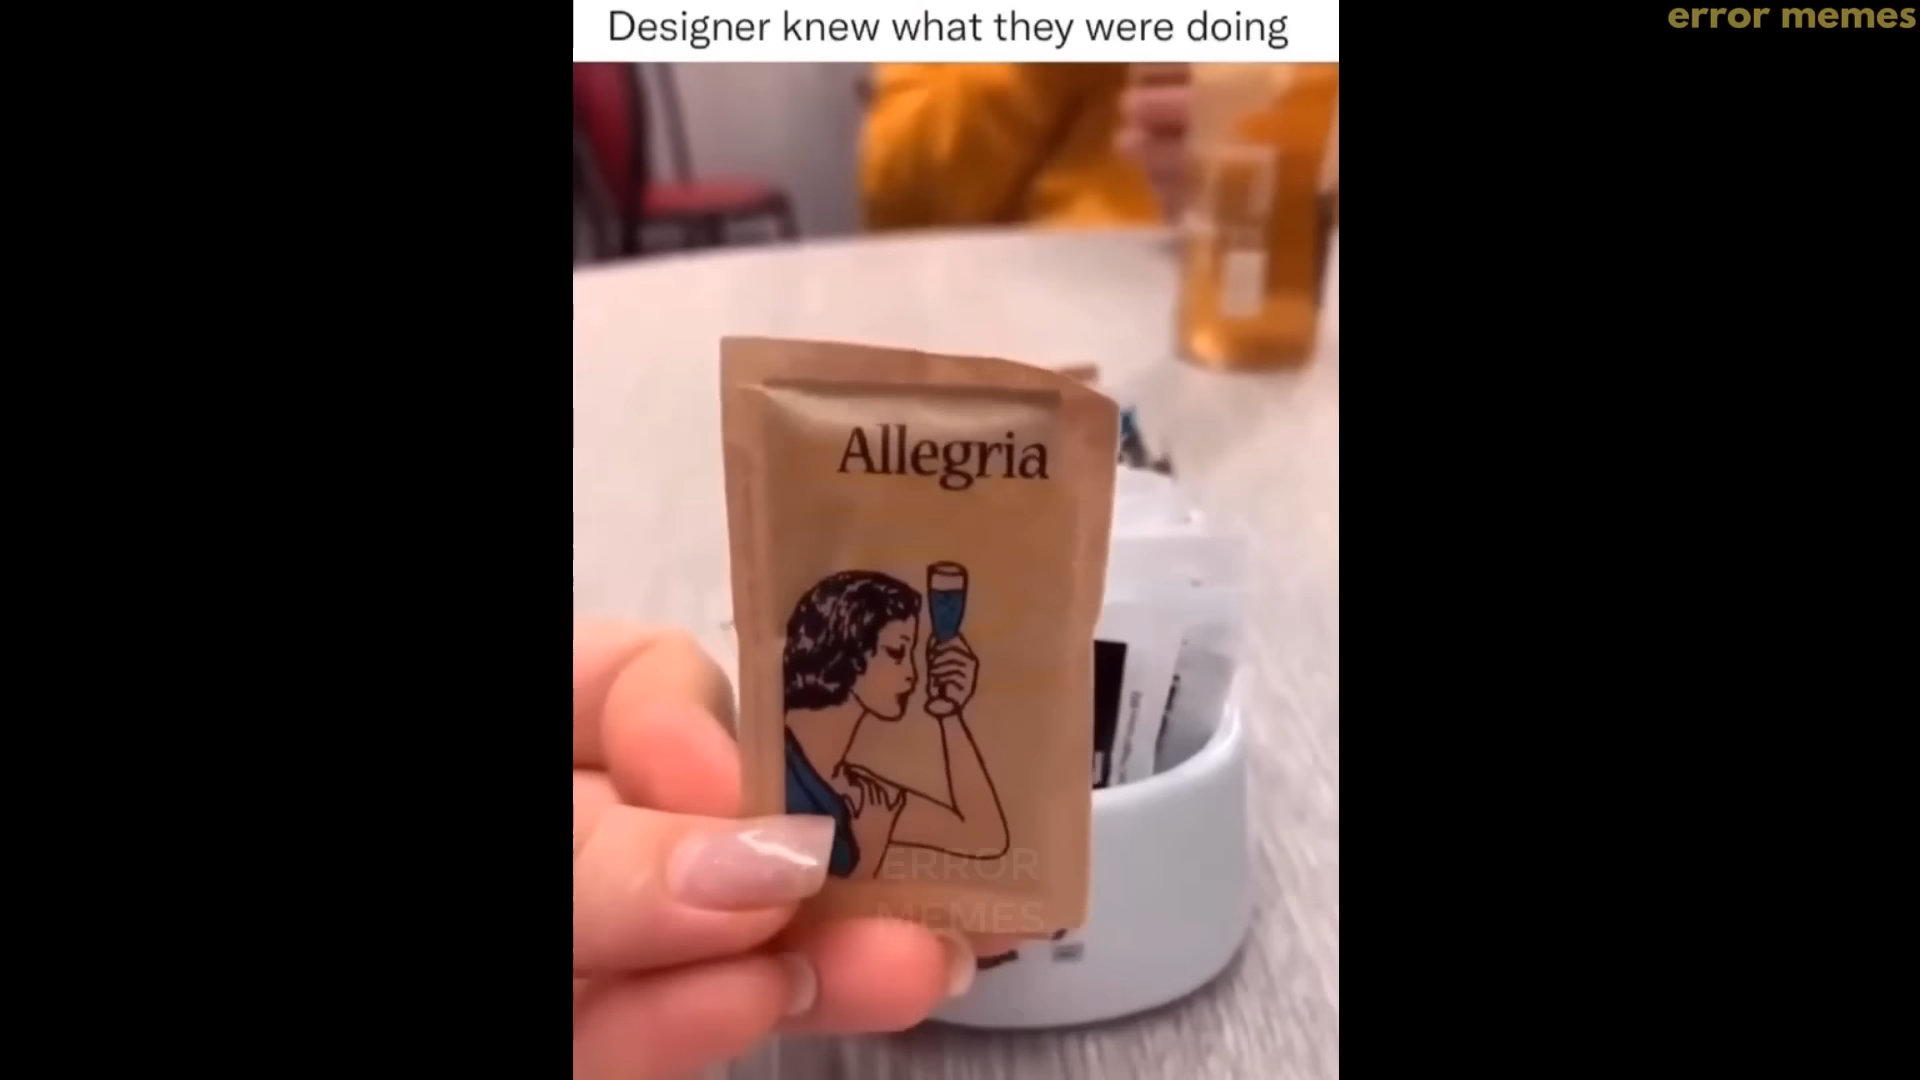 Designer knew what they were doing
error memes
Allegria
ERROR
MEMES